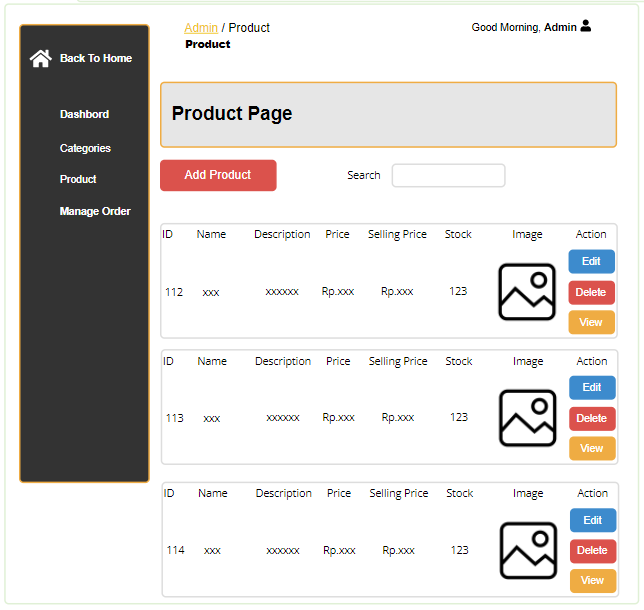 Admin / Product
Product
Good Morning, Admin
Back To Home
Dashbord
Categories
Product
Manage Order
Product Page
Add Product
Search
ID Name Description Price Selling Price Stock Image Action
112 xxx xxxxxx Rp.xxx Rp.xxx 123
Edit
Delete
View
ID Name Description Price Selling Price Stock Image Action
113 xxx xxxxxx Rp.xxx Rp.xxx 123
Edit
Delete
View
ID Name Description Price Selling Price Stock Image Action
114 xxx xxxxxx Rp.xxx Rp.xxx 123
Edit
Delete
View